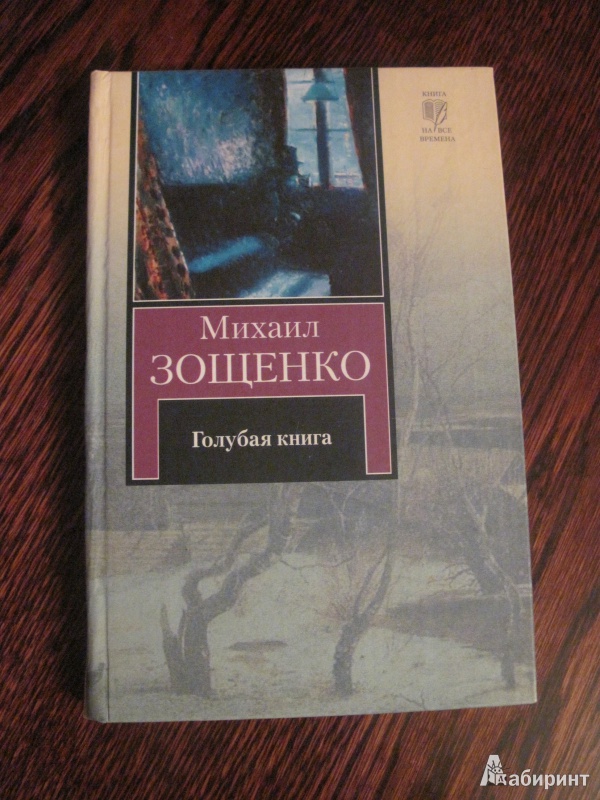 КНИГА
НА ВСЕ
ВРЕМЕНА
Михаил
ЗОЩЕНКО
Голубая книга
Лабиринт